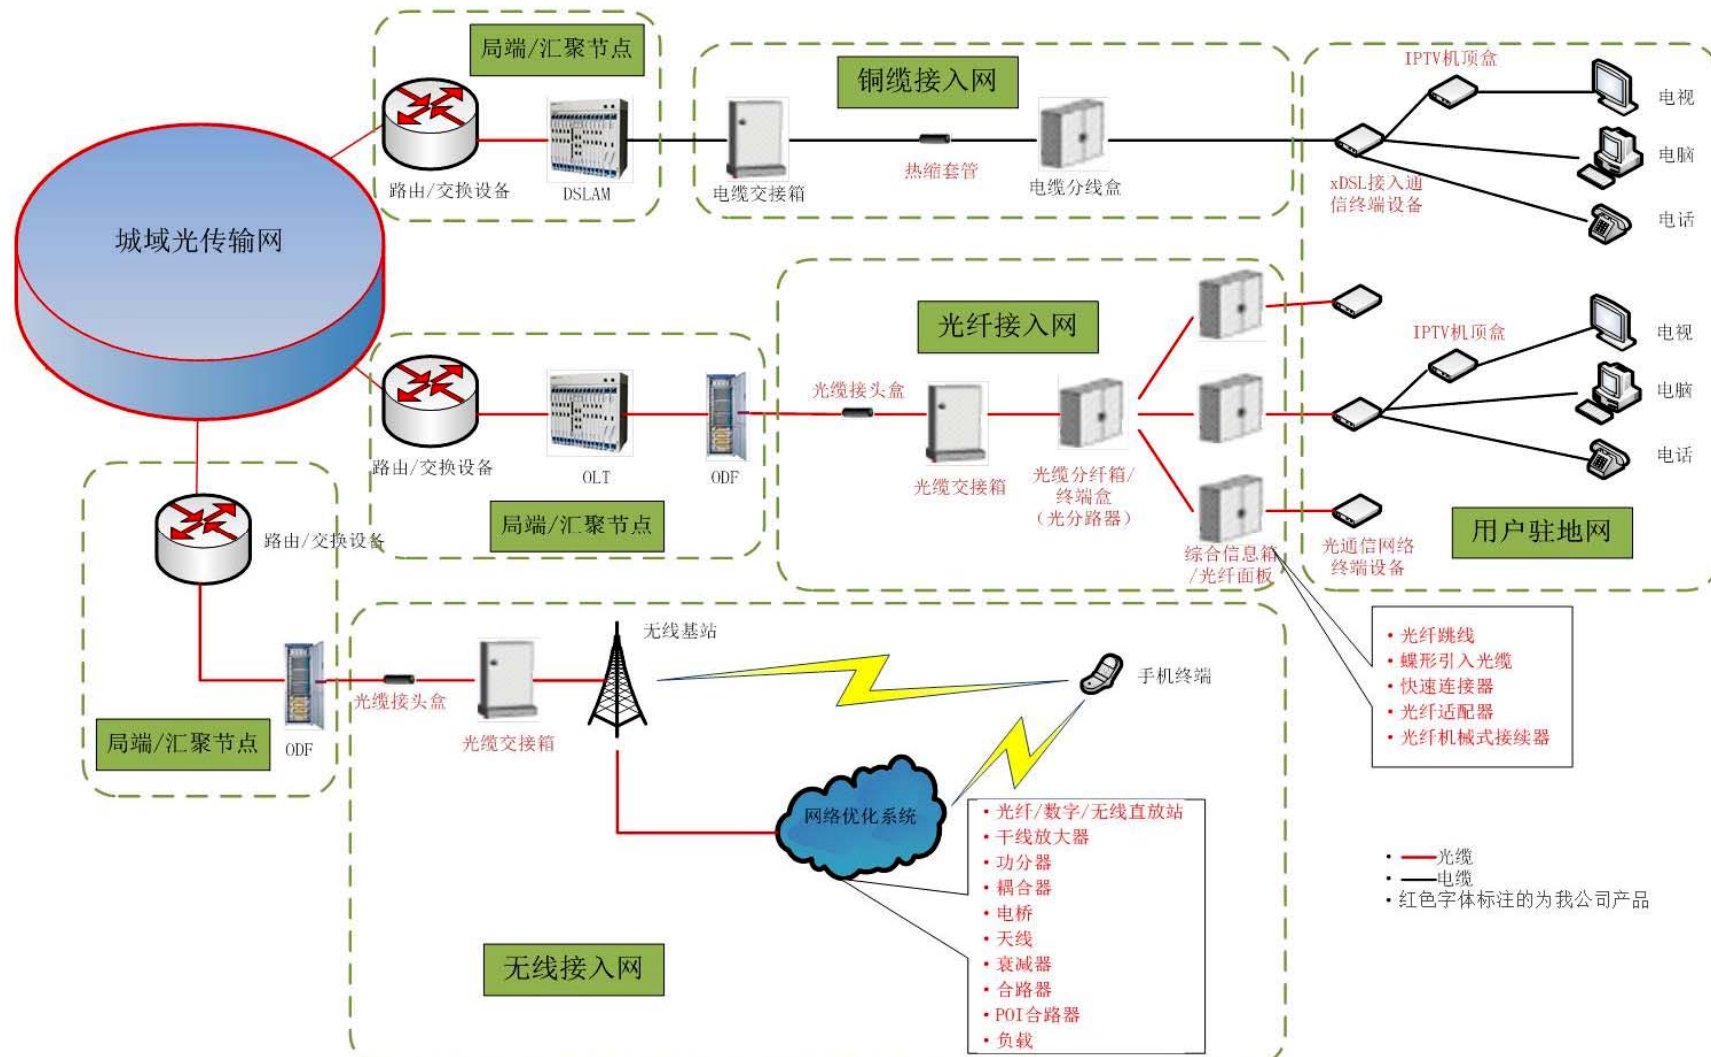 局端/汇聚节点
铜缆接入网
IPTV机顶盒
电视
电脑
路由/交换设备
DSLAM
电缆交接箱
热缩套管
电缆分线盒
xDSL接入通
信终端设备
电话
城域光传输网
光纤接入网
IPTV机顶盒
电视
光缆接头盒
电脑
路由/交换设备
OLT
ODF
光缆交接箱
光缆分纤箱/
终端盒
(光分路器)
电话
局端/汇聚节点
用户驻地网
路由/交换设备
综合信息箱
/光纤面板
光通信网络
终端设备
无线基站
• 光纤跳线
• 蝶形引入光缆
• 快速连接器
• 光纤适配器
• 光纤机械式接续器
手机终端
光缆接头盒
局端/汇聚节点
ODF
光缆交接箱
网络优化系统
• 光纤/数字/无线直放站
• 干线放大器
• 功分器
• 耦合器
• 电桥
• 天线
• 衰减器
• 合路器
• POI合路器
• 负载
• 光缆
• 电缆
• 红色字体标注的为我公司产品
无线接入网